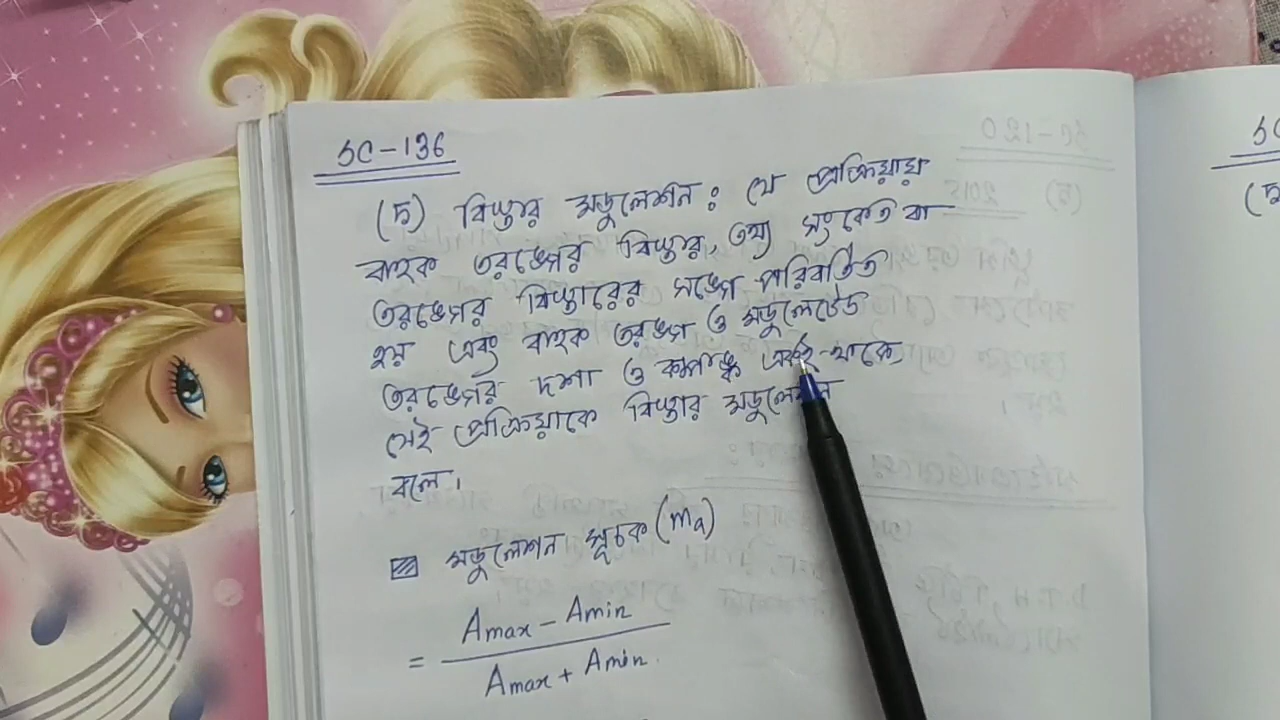 SC-136
(দ) বিস্তার মডুলেশন : যে প্রক্রিয়ায়
বাহক তরঙ্গের বিস্তার, তথ্য সংকেত বা
তরঙ্গের বিস্তারের সঙ্গে পরিবর্তিত
হয় এবং বাহক তরঙ্গ ও মডুলেটেড
তরঙ্গের দশা ও কম্পাঙ্ক একই থাকে
সেই প্রক্রিয়াকে বিস্তার মডুলেশন
বলে।
মডুলেশন সূচক (ma)
= Amax - Amin
Amax + Amin.
SC
(দ